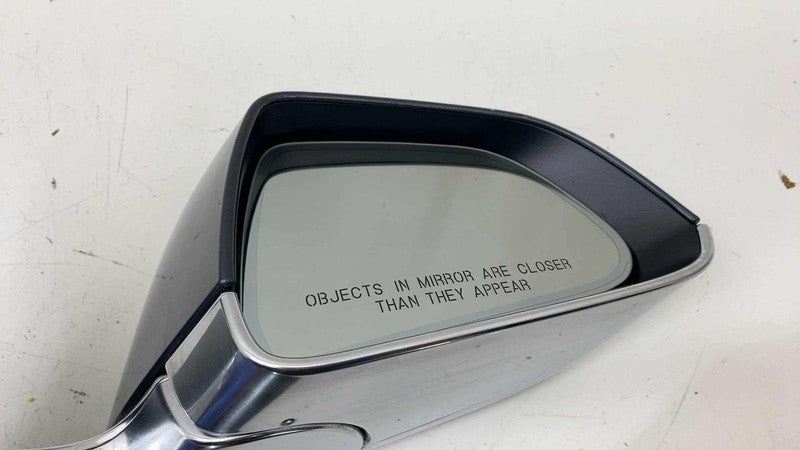 OBJECTS IN MIRROR ARE CLOSER
THAN THEY APPEAR